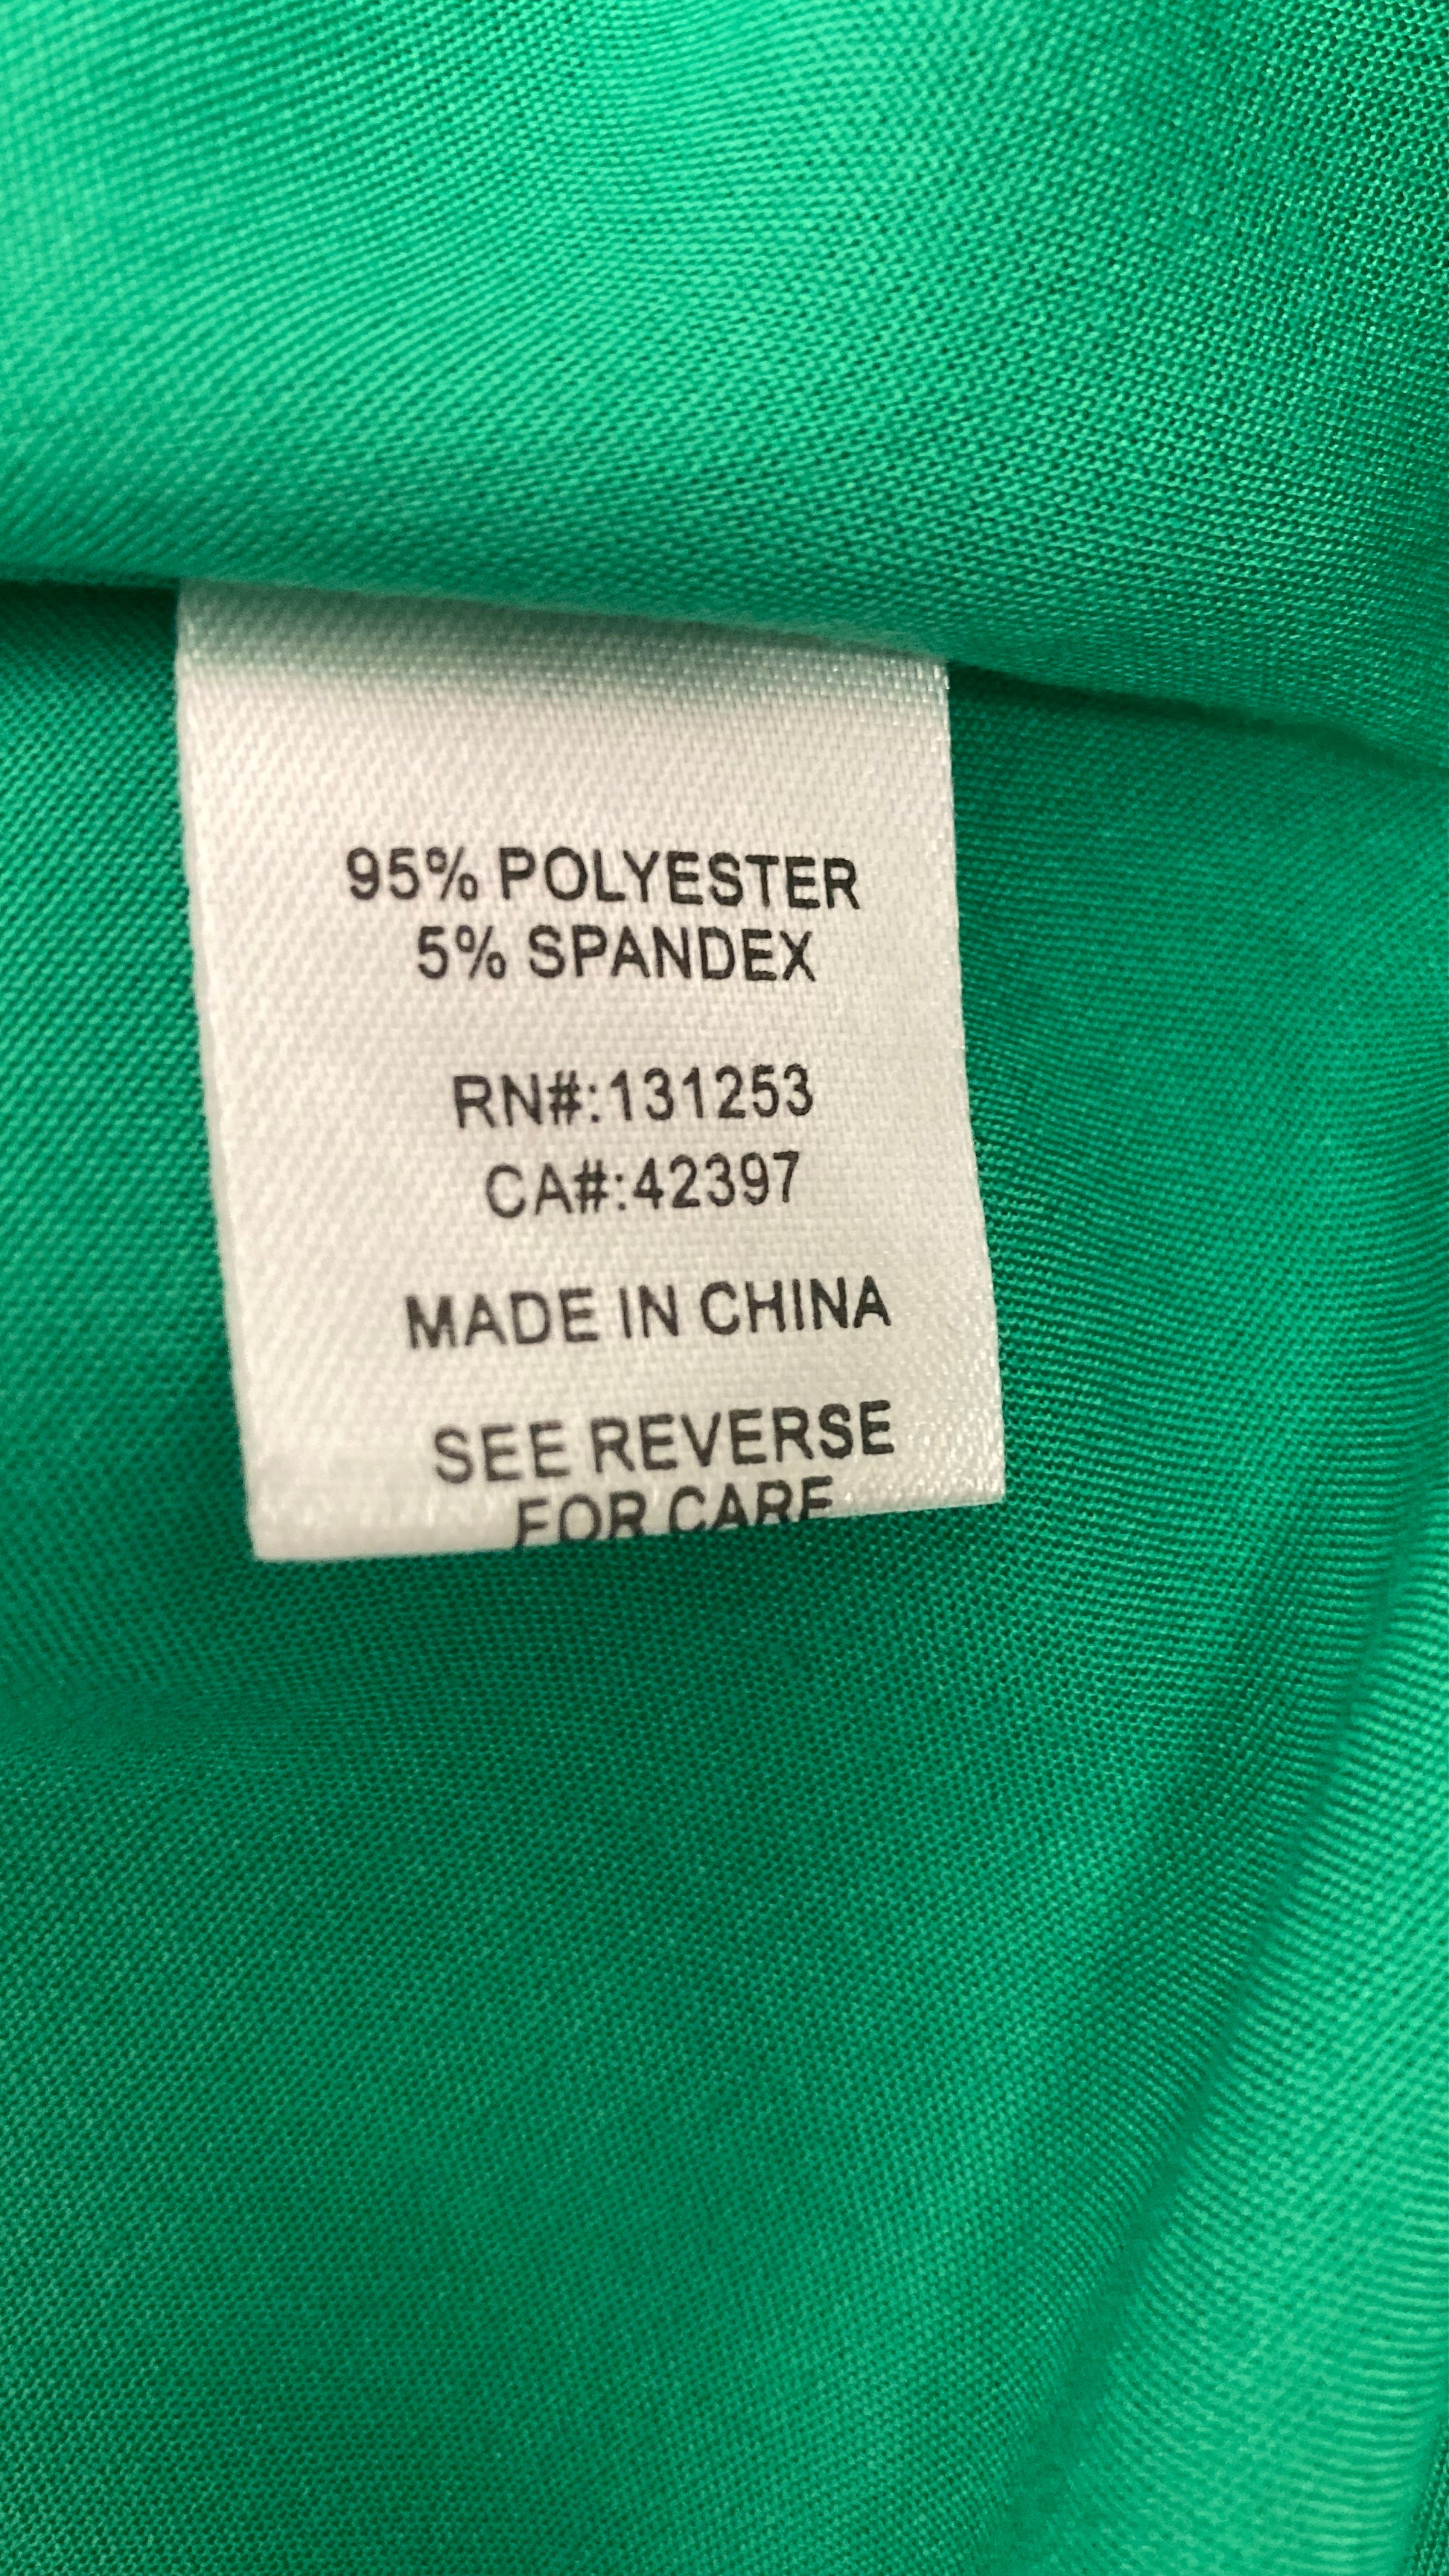 95% POLYESTER
5% SPANDEX
RN#:131253
CA#:42397
MADE IN CHINA
SEE REVERSE
FOR CARE